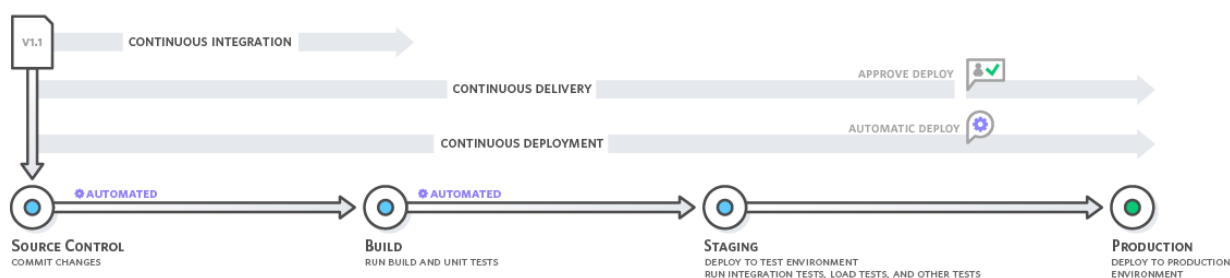 V1.1
CONTINUOUS INTEGRATION
APPROVE DEPLOY
CONTINUOUS DELIVERY
AUTOMATIC DEPLOY
CONTINUOUS DEPLOYMENT
AUTOMATED
AUTOMATED
SOURCE CONTROL
COMMIT CHANGES
BUILD
RUN BUILD AND UNIT TESTS
STAGING
DEPLOY TO TEST ENVIRONMENT
RUN INTEGRATION TESTS, LOAD TESTS, AND OTHER TESTS
PRODUCTION
DEPLOY TO PRODUCTION
ENVIRONMENT